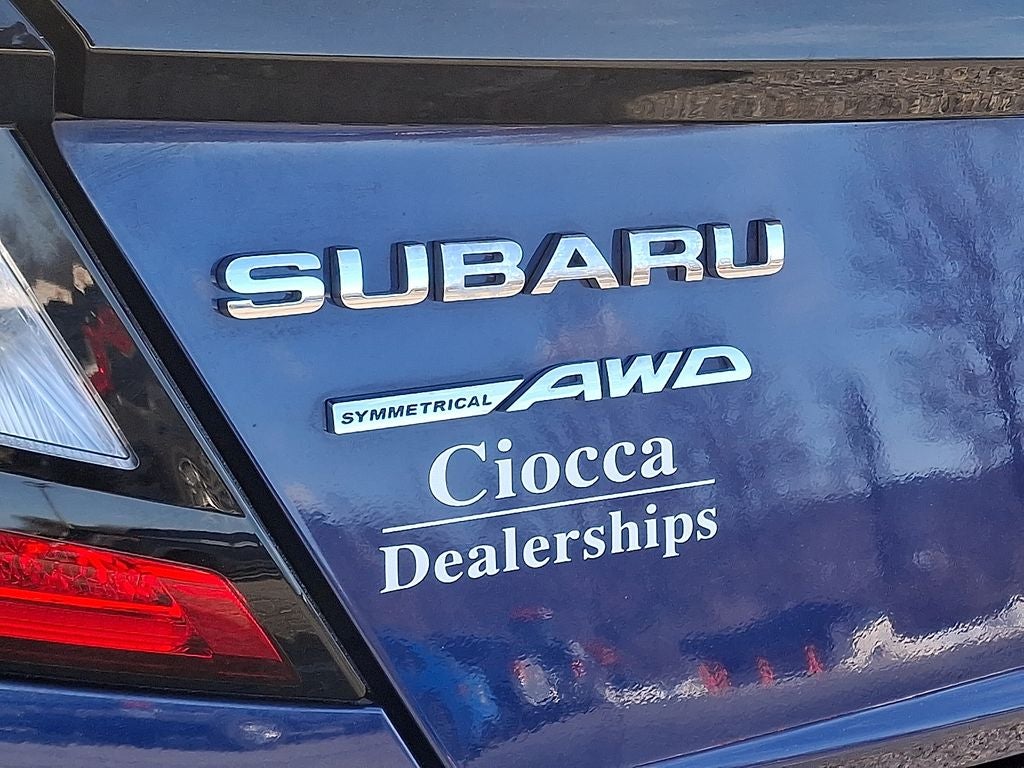 SUBARU
SYMMETRICAL AWD
Ciocca
Dealerships